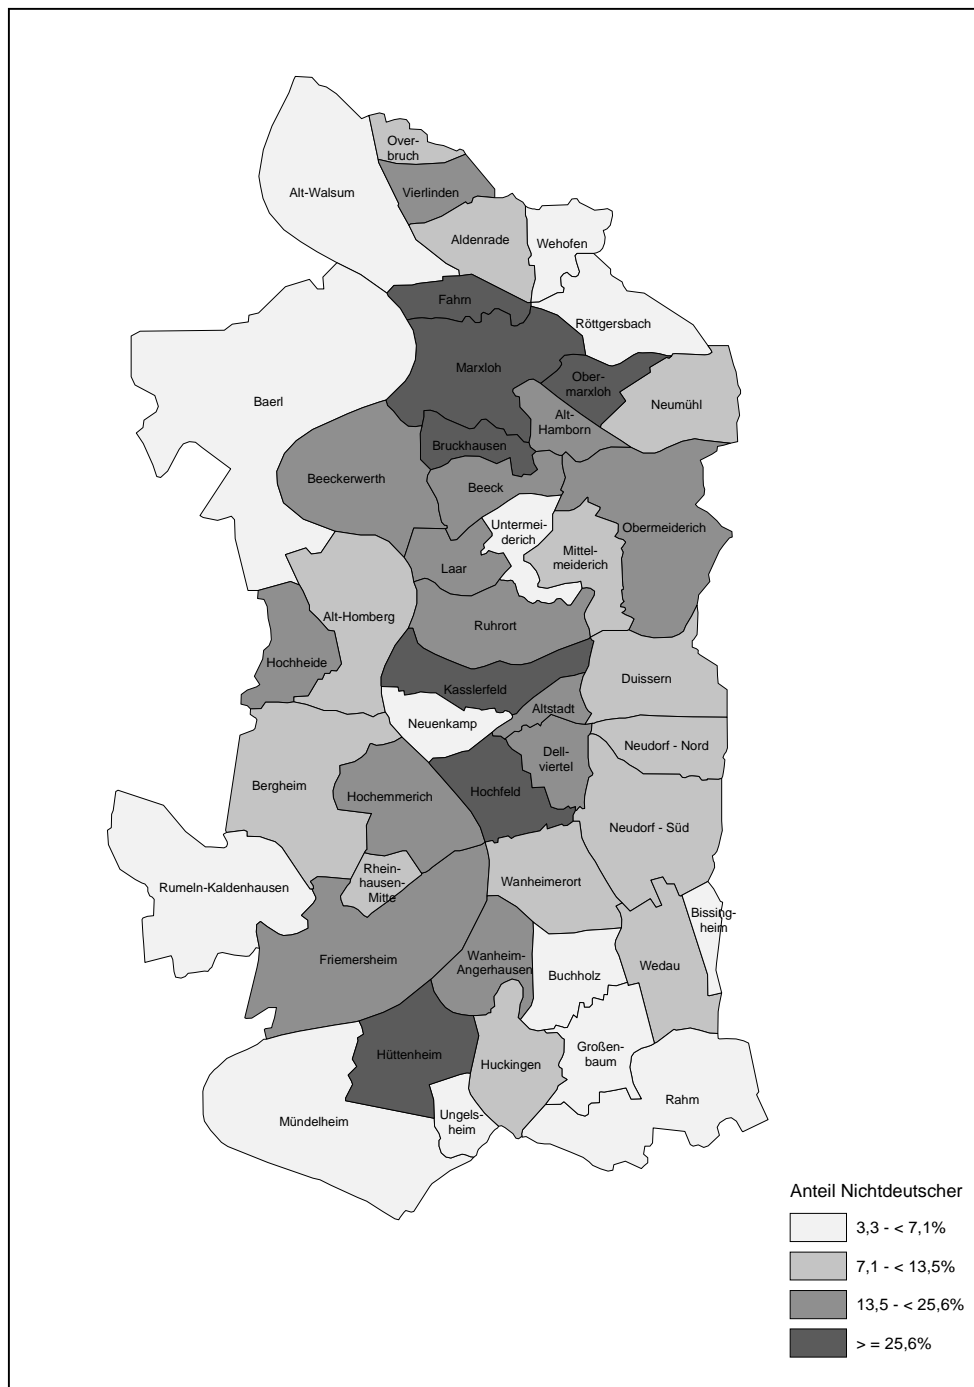 Over-
bruch
Alt-Walsum
Vierlinden
Aldenrade
Wehofen
Fahrn
Röttgersbach
Marxloh
Ober-
marxloh
Baerl
Neumühl
Alt-
Hamborn
Bruckhausen
Beeckerwerth
Beeck
Untermei-
derich
Obermeiderich
Mittel-
meiderich
Laar
Alt-Homberg
Ruhrort
Hochheide
Duissern
Kasslerfeld
Altstadt
Neuenkamp
Neudorf - Nord
Dell-
viertel
Bergheim
Hochfeld
Hochemmerich
Neudorf - Süd
Rhein-
hausen-
Mitte
Wanheimerort
Rumeln-Kaldenhausen
Bissing-
heim
Friemersheim
Wanheim-
Angerhausen
Wedau
Buchholz
Großen-
baum
Hüttenheim
Huckingen
Rahm
Mündelheim
Ungels-
heim
Anteil Nichtdeutscher
3,3 - < 7,1%
7,1 - < 13,5%
13,5 - < 25,6%
> = 25,6%